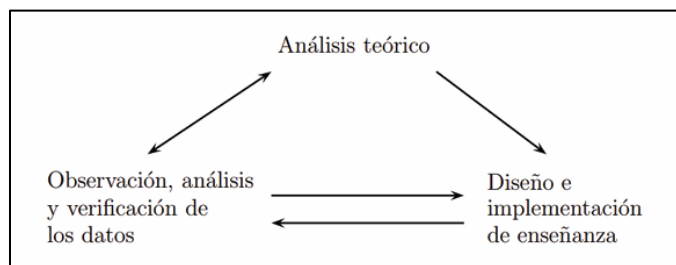 Análisis teórico
Observación, análisis
y verificación de
los datos
Diseño e
implementación
de enseñanza